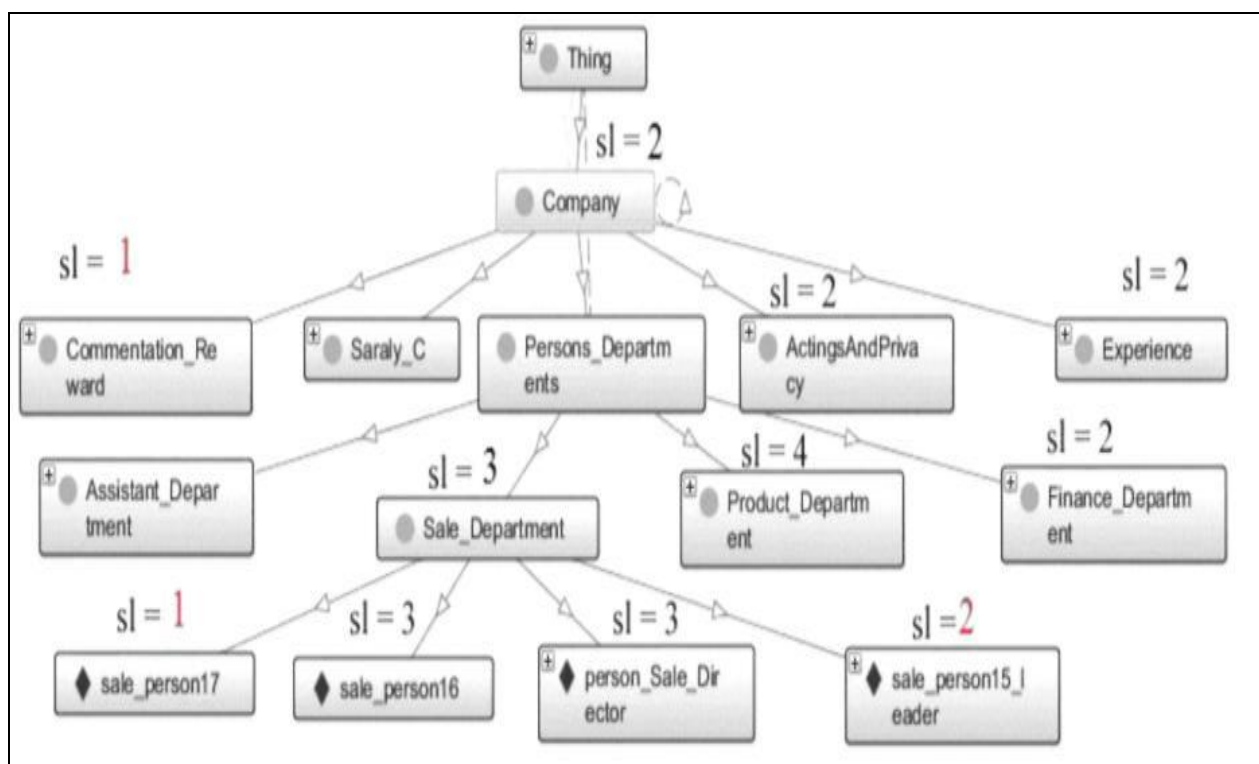 Thing
sl = 2
Company
sl = 1
sl = 2
sl = 2
Commentation_Re
ward
Saraly_C
Persons_Departm
ents
ActingsAndPriva
cy
Experience
sl = 3
sl = 4
sl = 2
Assistant_Depar
tment
Sale_Department
Product_Departm
ent
Finance_Departm
ent
sl = 1
sl = 3
sl = 3
sl =2
sale_person17
sale_person16
person_Sale_Dir
ector
sale_person15_l
eader